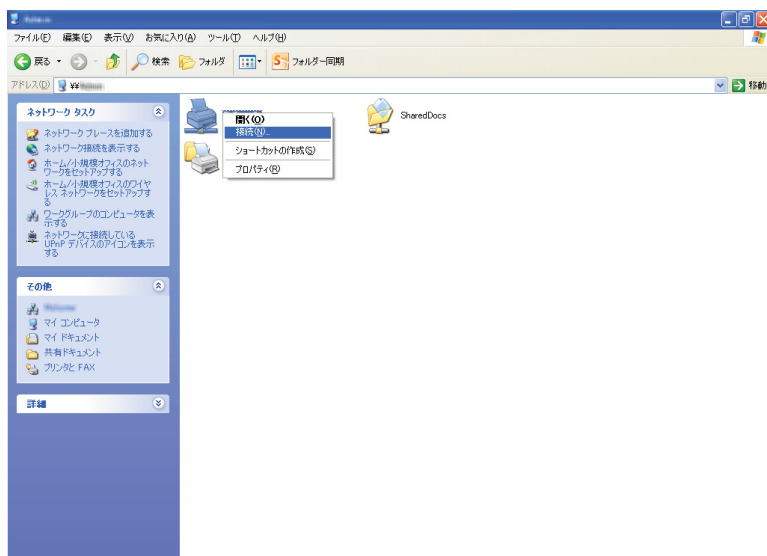 ファイル(F) 編集(E) 表示(V) お気に入り(A) ツール(T) ヘルプ(H)
戻る 検索 フォルダ フォルダー同期
アドレス(D) ¥¥ 移動
ネットワーク タスク
ネットワーク プレースを追加する
ネットワーク接続を表示する
ホーム/小規模オフィスのネット
ワークをセットアップする
ホーム/小規模オフィスのワイヤ
レス ネットワークをセットアップす
る
ワークグループのコンピュータを表
示する
ネットワークに接続している
UPnP デバイスのアイコンを表示
する
その他
マイ コンピュータ
マイ ドキュメント
共有ドキュメント
プリンタと FAX
詳細
開く(O)
接続(N)...
ショートカットの作成(S)
プロパティ(R)
SharedDocs